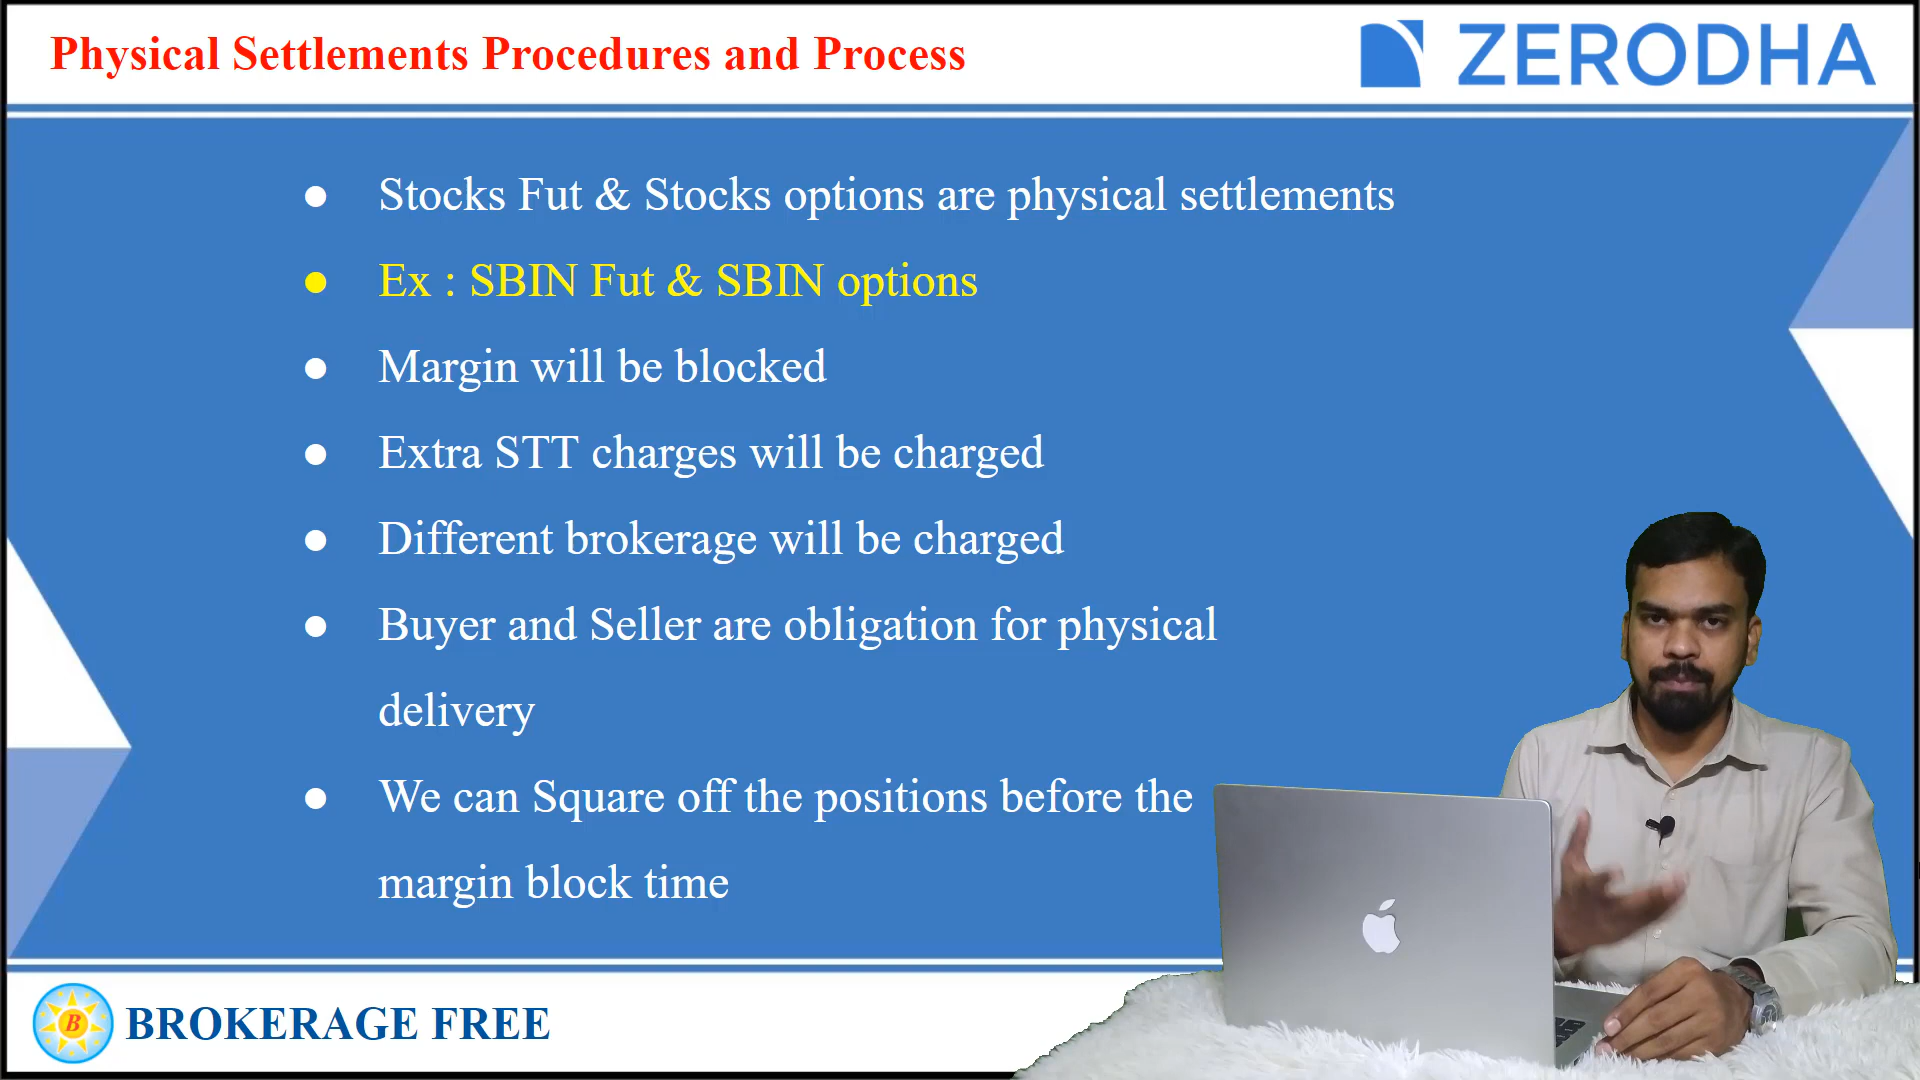 Physical Settlements Procedures and Process
ZERODHA
● Stocks Fut & Stocks options are physical settlements
● Ex : SBIN Fut & SBIN options
● Margin will be blocked
● Extra STT charges will be charged
● Different brokerage will be charged
● Buyer and Seller are obligation for physical
delivery
● We can Square off the positions before the
margin block time
B
BROKERAGE FREE